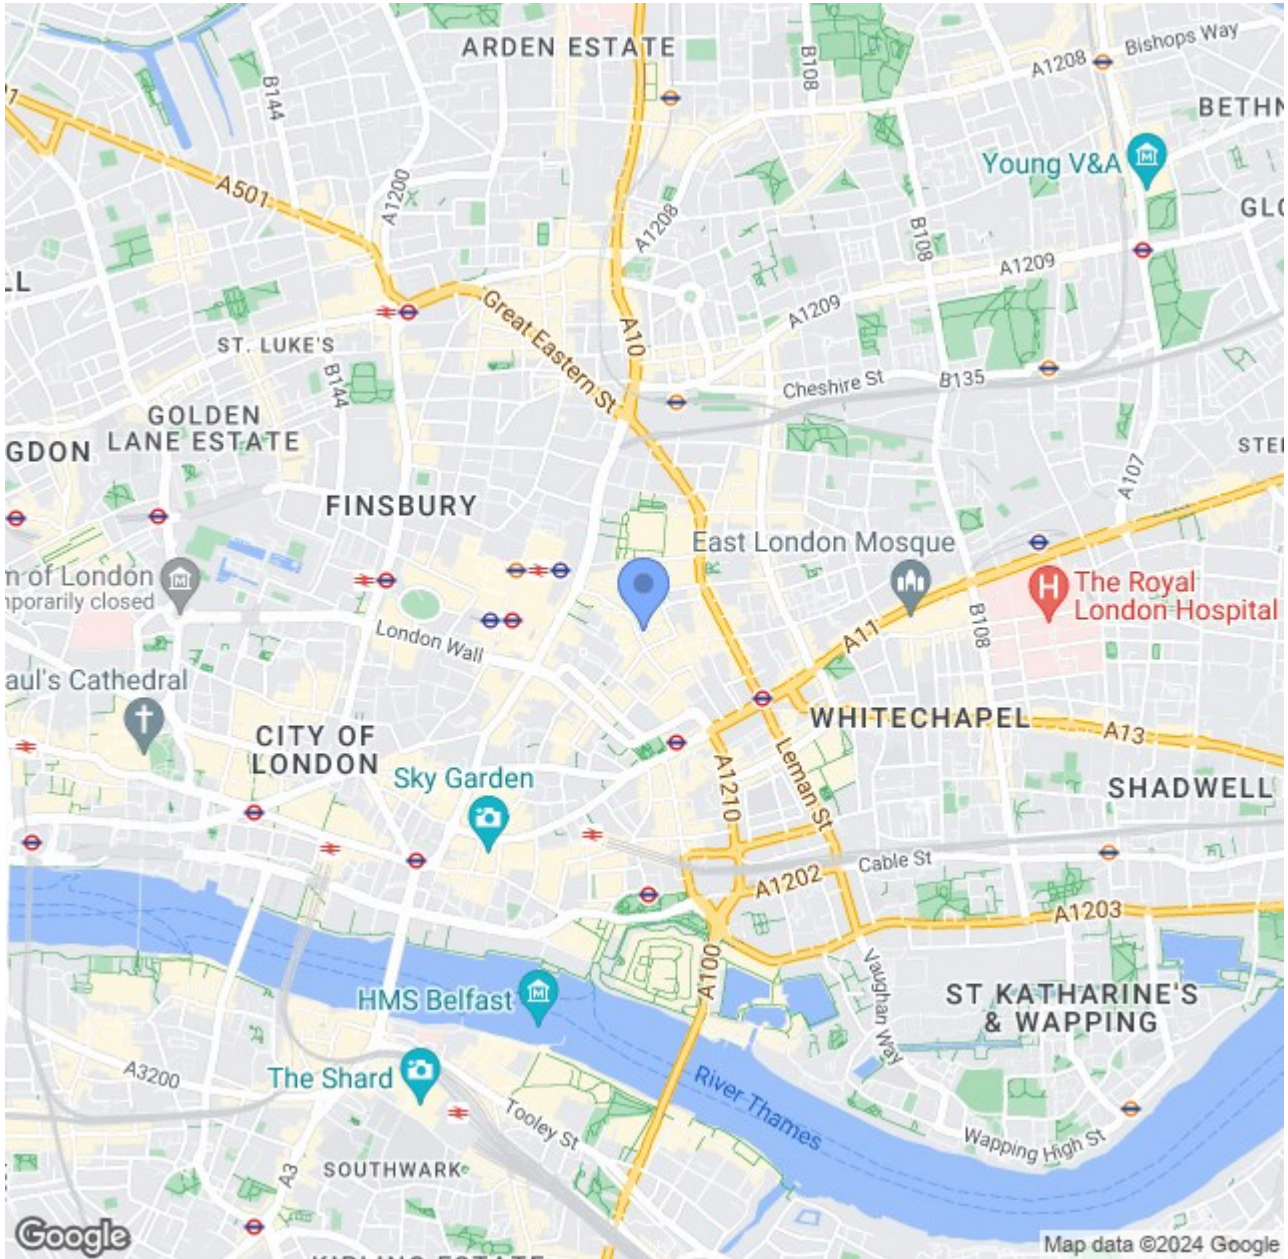 ARDEN ESTATE
B108
Bishops Way
A1208
B144
BETHN
Young V&A
A501
A1200
A1208
B108
GLO
A1209
LL
Great Eastern St
A10
A1209
ST. LUKE'S
B144
Cheshire St
B135
GOLDEN
LANE ESTATE
GDON
STE
A107
FINSBURY
East London Mosque
m of London
mporarily closed
The Royal
London Hospital
London Wall
A11
B108
aul's Cathedral
WHITECHAPEL
A13
CITY OF
LONDON
Sky Garden
A1210
Leman St
SHADWELL
Cable St
A1202
A1203
A100
Vaughan Way
HMS Belfast
ST KATHARINE'S
& WAPPING
A3200
The Shard
River Thames
Tooley St
Wapping High St
A3
SOUTHWARK
Google
Map data ©2024 Google